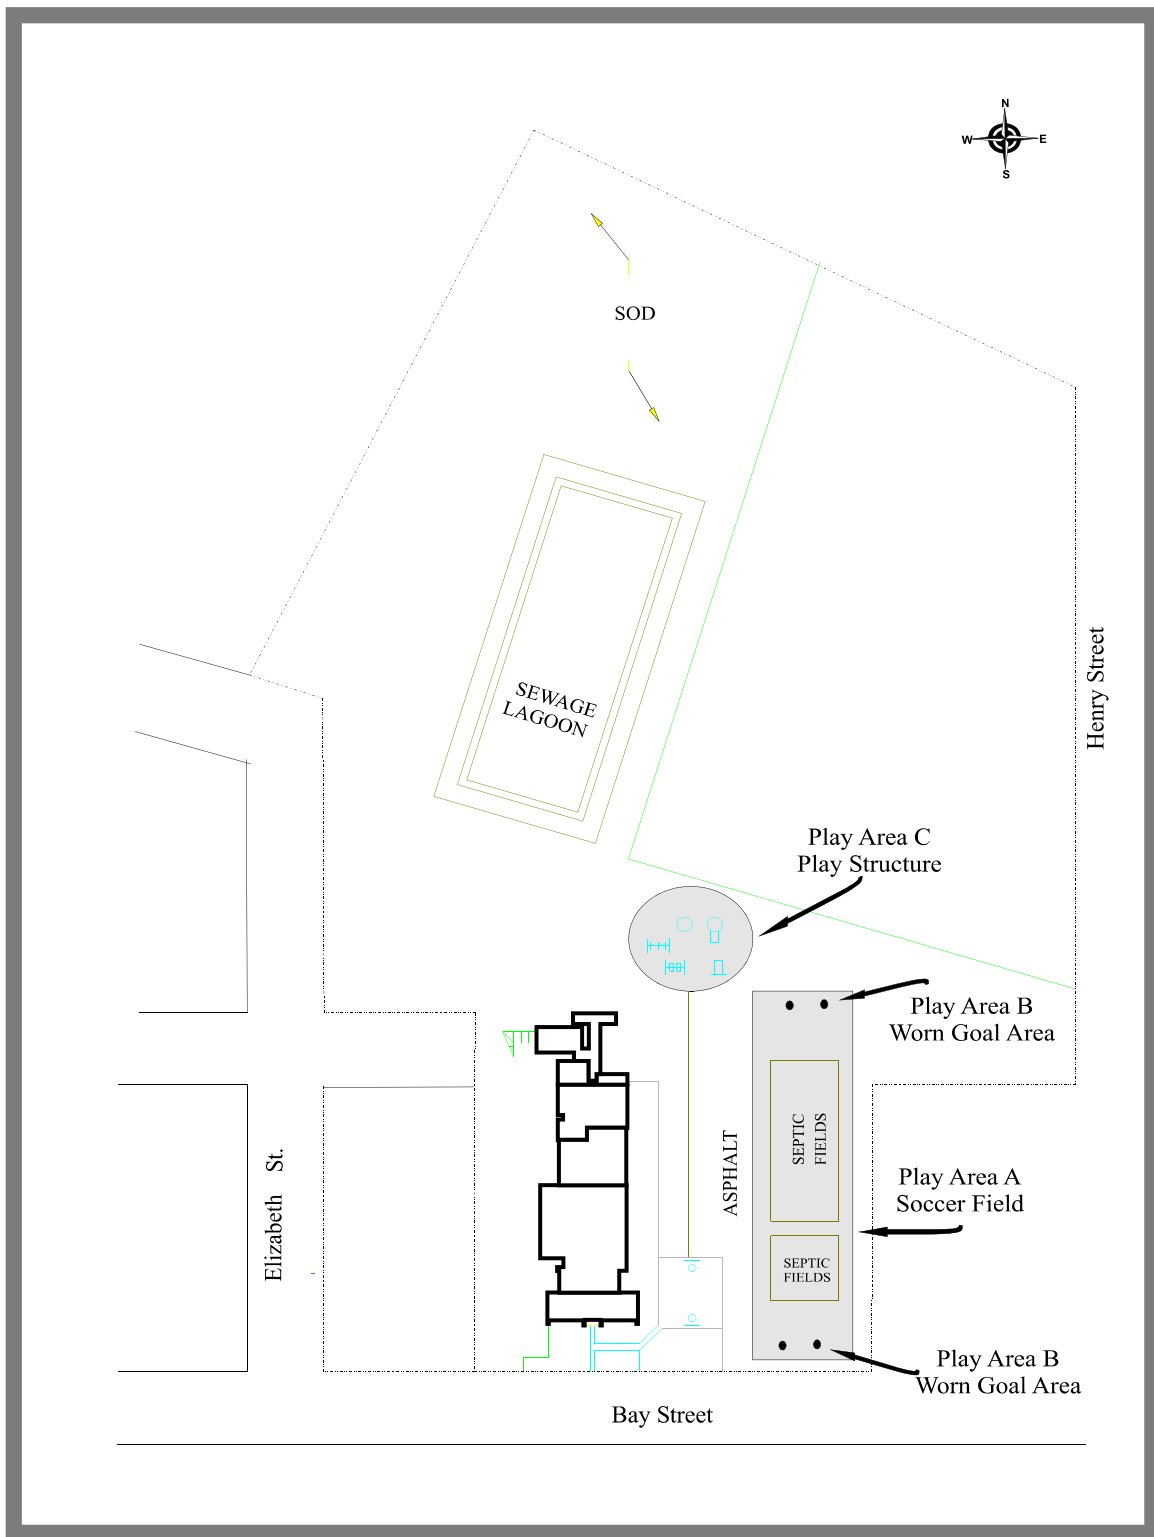 N
W E
S
SOD
Henry Street
SEWAGE
LAGOON
Play Area C
Play Structure
Play Area B
Worn Goal Area
SEPTIC
FIELDS
ASPHALT
Play Area A
Soccer Field
Elizabeth St.
SEPTIC
FIELDS
Play Area B
Worn Goal Area
Bay Street